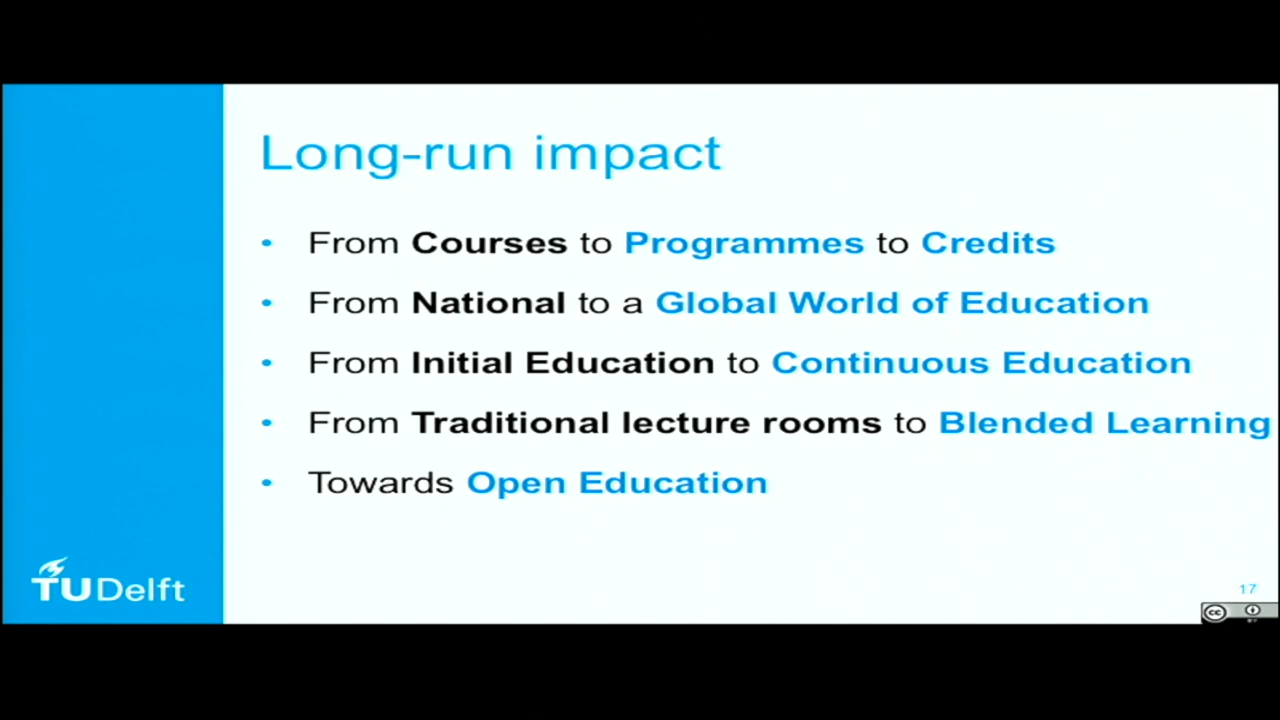 Long-run impact
• From Courses to Programmes to Credits
• From National to a Global World of Education
• From Initial Education to Continuous Education
• From Traditional lecture rooms to Blended Learning
• Towards Open Education
TUDelft
17
cc